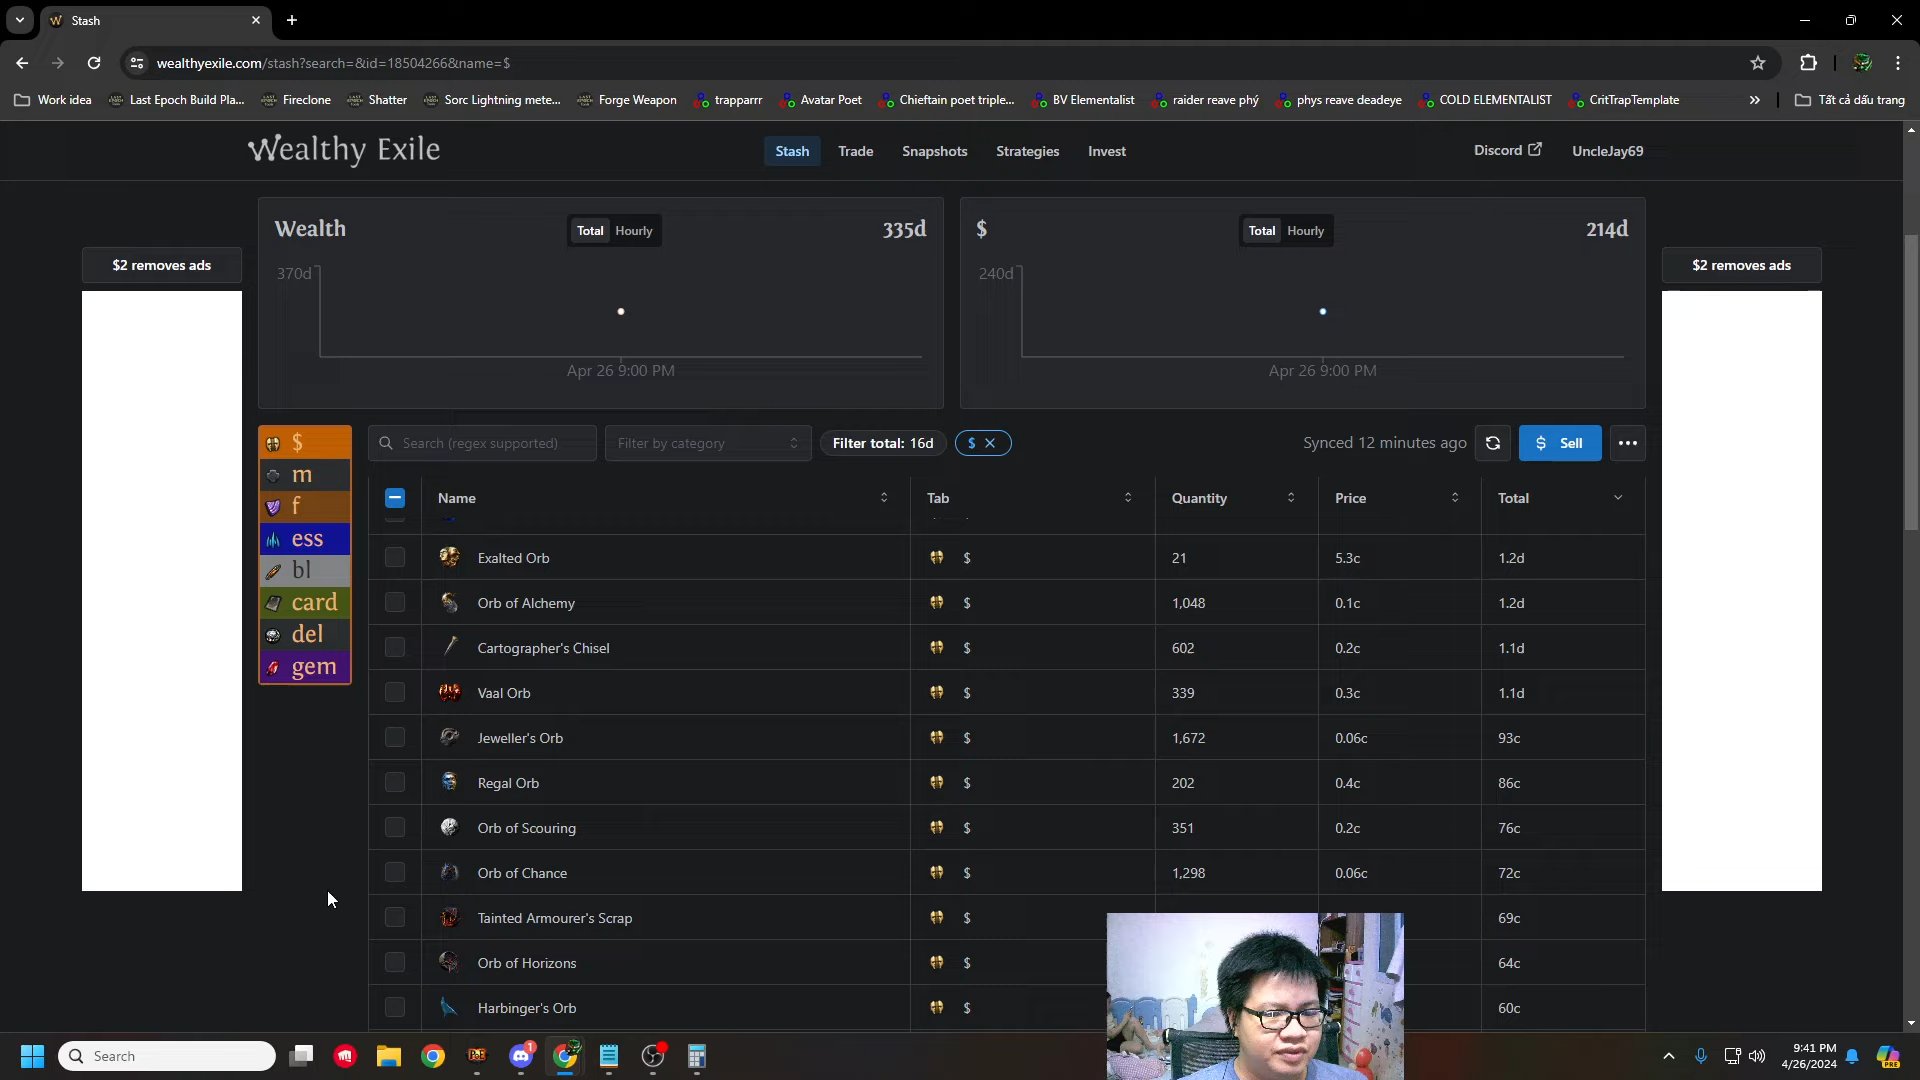 Stash
wealthyexile.com/stash?search=&id=18504266&name=$
Work idea
Last Epoch Build Pla...
Fireclone
Shatter
Sorc Lightning mete...
Forge Weapon
trapparrr
Avatar Poet
Chieftain poet triple...
BV Elementalist
raider reave phý
phys reave deadeye
COLD ELEMENTALIST
CritTrapTemplate
Tất cả dấu trang
Wealthy Exile
Stash
Trade
Snapshots
Strategies
Invest
Discord
UncleJay69
$2 removes ads
Wealth
Total
Hourly
335d
370d
Apr 26 9:00 PM
$
Total
Hourly
214d
240d
Apr 26 9:00 PM
$2 removes ads
$
m
f
ess
bl
card
del
gem
Search (regex supported)
Filter by category
Filter total: 16d
$
Synced 12 minutes ago
$ Sell
Name Tab Quantity Price Total
Exalted Orb $ 21 5.3c 1.2d
Orb of Alchemy $ 1,048 0.1c 1.2d
Cartographer's Chisel $ 602 0.2c 1.1d
Vaal Orb $ 339 0.3c 1.1d
Jeweller's Orb $ 1,672 0.06c 93c
Regal Orb $ 202 0.4c 86c
Orb of Scouring $ 351 0.2c 76c
Orb of Chance $ 1,298 0.06c 72c
Tainted Armourer's Scrap $ 69c
Orb of Horizons $ 64c
Harbinger's Orb $ 60c
Search
1
9:41 PM
4/26/2024
PRE